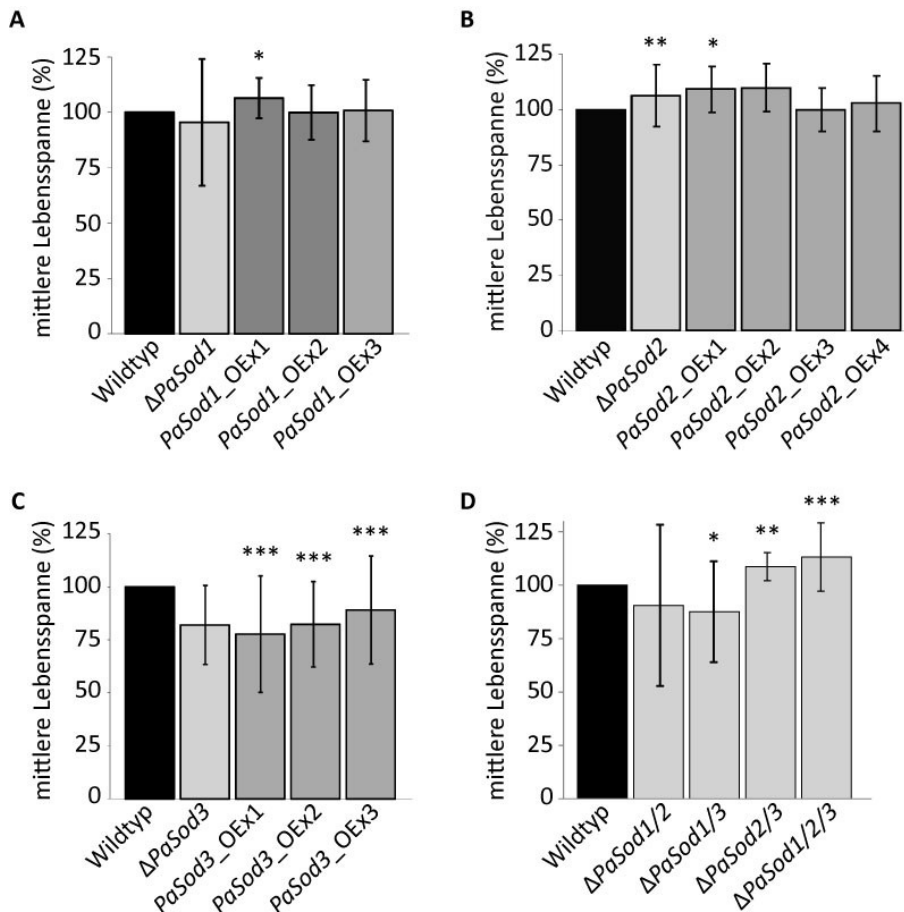 A
mittlere Lebensspanne (%)
125
100
75
50
25
0
*
Wildtyp
ΔPaSod1
PaSod1_OEx1
PaSod1_OEx2
PaSod1_OEx3
B
mittlere Lebensspanne (%)
125
100
75
50
25
0
**
*
Wildtyp
ΔPaSod2
PaSod2_OEx1
PaSod2_OEx2
PaSod2_OEx3
PaSod2_OEx4
C
mittlere Lebensspanne (%)
125
100
75
50
25
0
***
***
***
Wildtyp
ΔPaSod3
PaSod3_OEx1
PaSod3_OEx2
PaSod3_OEx3
D
mittlere Lebensspanne (%)
125
100
75
50
25
0
*
**
***
Wildtyp
ΔPaSod1/2
ΔPaSod1/3
ΔPaSod2/3
ΔPaSod1/2/3